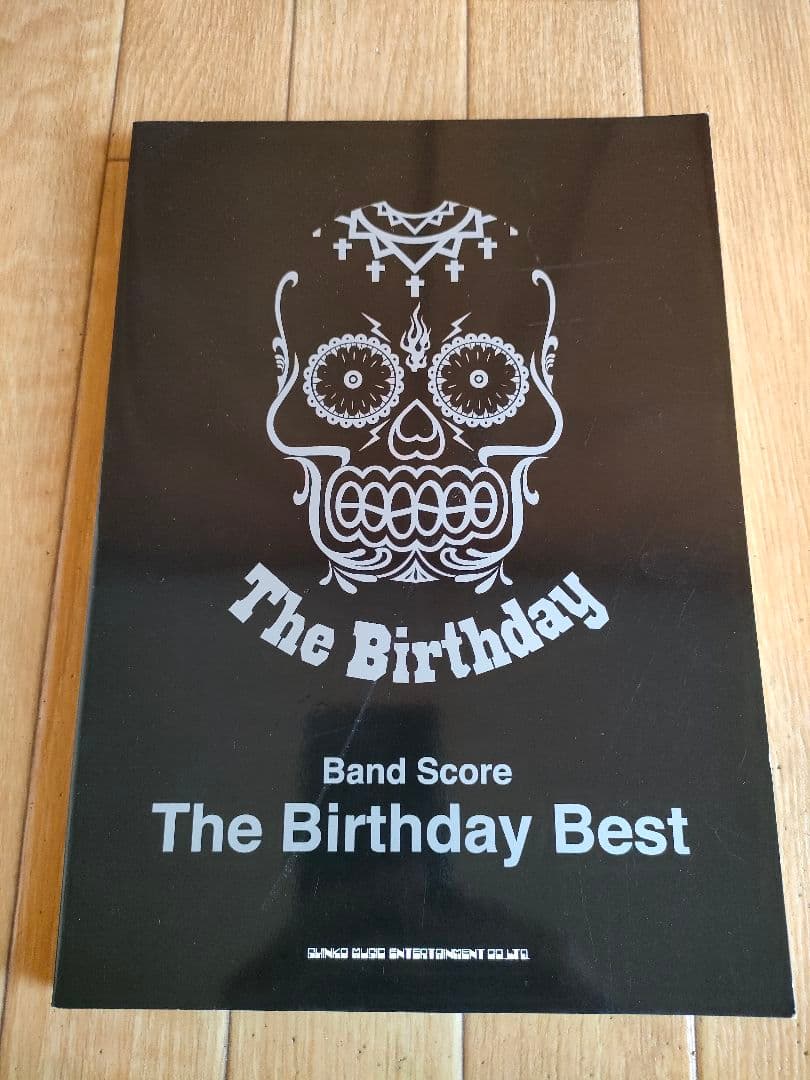 The Birthday
Band Score
The Birthday Best
SHINKO MUSIC ENTERTAINMENT CO.,LTD.